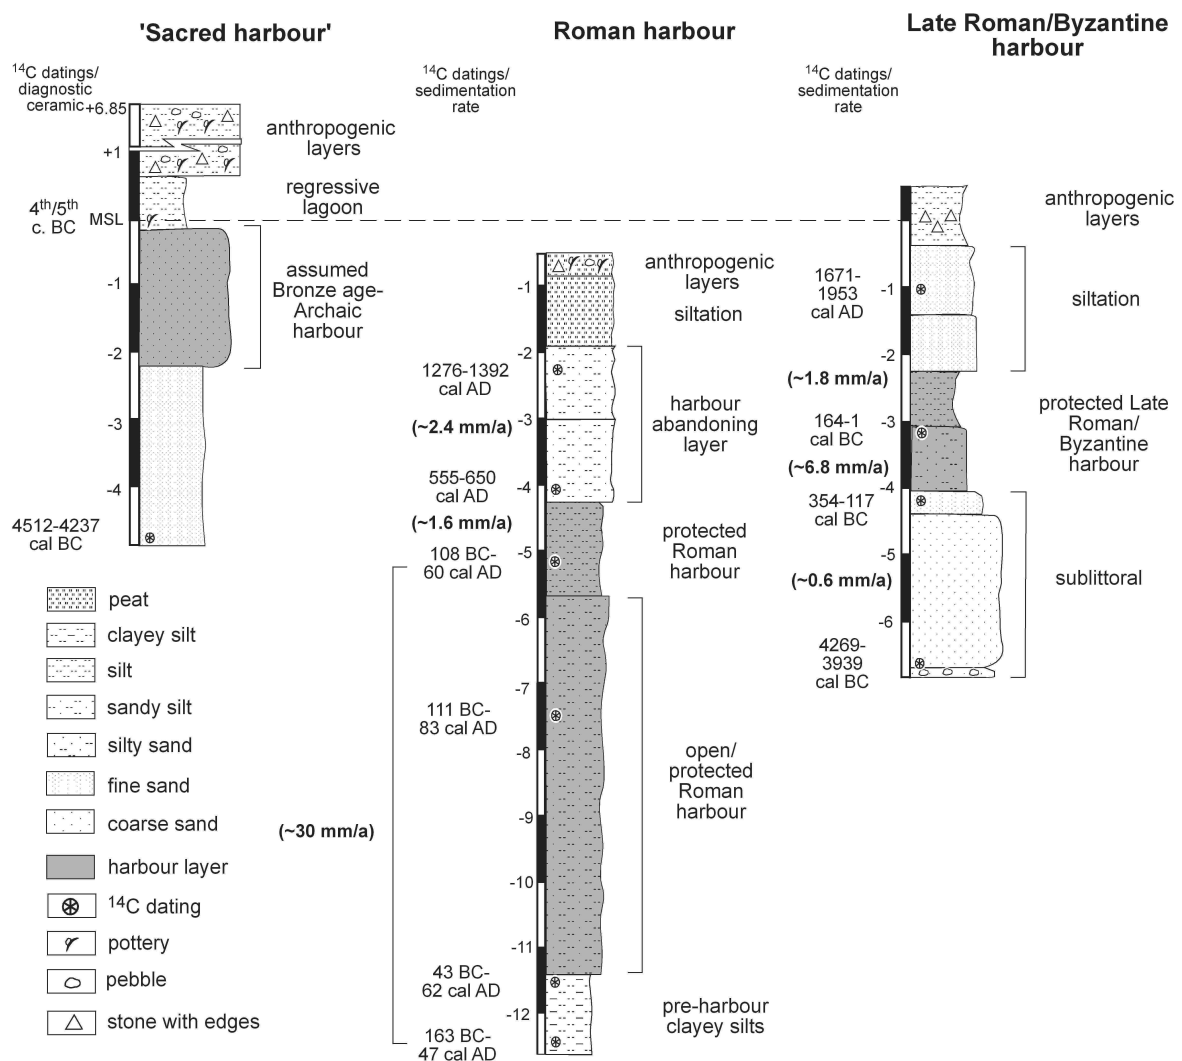 'Sacred harbour'
¹⁴C datings/
diagnostic
ceramic
+6.85
+1
MSL
-1
-2
-3
-4
4ᵗʰ/5ᵗʰ
c. BC
4512-4237
cal BC
anthropogenic
layers
regressive
lagoon
assumed
Bronze age-
Archaic
harbour
peat
clayey silt
silt
sandy silt
silty sand
fine sand
coarse sand
harbour layer
¹⁴C dating
pottery
pebble
stone with edges
Roman harbour
¹⁴C datings/
sedimentation
rate
1276-1392
cal AD
(~2.4 mm/a)
555-650
cal AD
(~1.6 mm/a)
108 BC-
60 cal AD
111 BC-
83 cal AD
(~30 mm/a)
43 BC-
62 cal AD
163 BC-
47 cal AD
-1
-2
-3
-4
-5
-6
-7
-8
-9
-10
-11
-12
anthropogenic
layers
siltation
harbour
abandoning
layer
protected
Roman
harbour
open/
protected
Roman
harbour
pre-harbour
clayey silts
Late Roman/Byzantine
harbour
¹⁴C datings/
sedimentation
rate
1671-
1953
cal AD
(~1.8 mm/a)
164-1
cal BC
(~6.8 mm/a)
354-117
cal BC
(~0.6 mm/a)
4269-
3939
cal BC
-1
-2
-3
-4
-5
-6
anthropogenic
layers
siltation
protected Late
Roman/
Byzantine
harbour
sublittoral